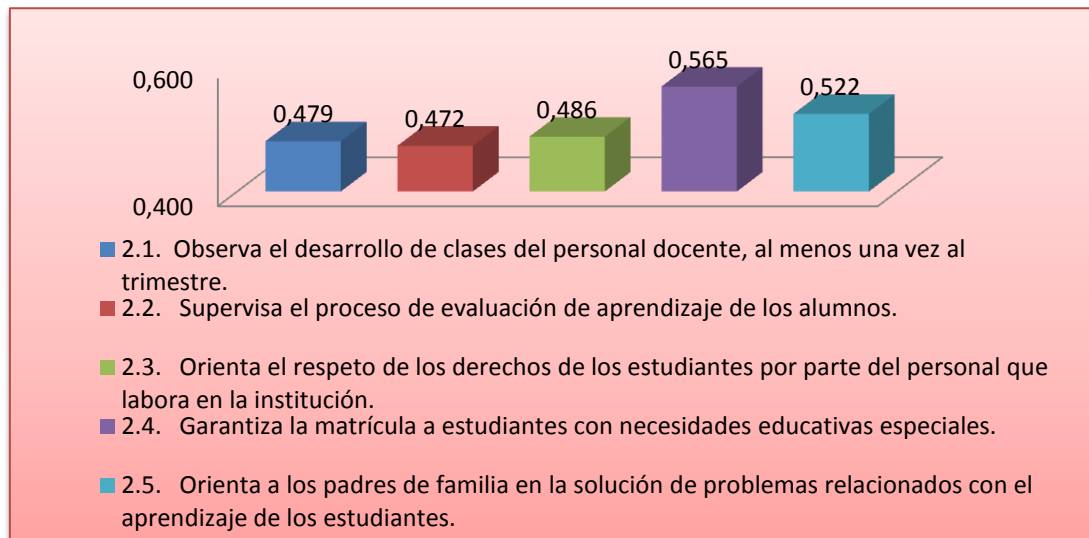 0,600
0,400
0,479
0,472
0,486
0,565
0,522
2.1. Observa el desarrollo de clases del personal docente, al menos una vez al
trimestre.
2.2. Supervisa el proceso de evaluación de aprendizaje de los alumnos.
2.3. Orienta el respeto de los derechos de los estudiantes por parte del personal que
labora en la institución.
2.4. Garantiza la matrícula a estudiantes con necesidades educativas especiales.
2.5. Orienta a los padres de familia en la solución de problemas relacionados con el
aprendizaje de los estudiantes.